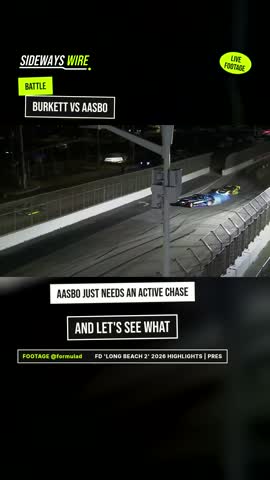 SIDEWAYS WIRE.
LIVE
FOOTAGE
BATTLE
BURKETT VS AASBO
AASBO JUST NEEDS AN ACTIVE CHASE
AND LET'S SEE WHAT
FOOTAGE @formulad FD 'LONG BEACH 2' 2026 HIGHLIGHTS | PRES